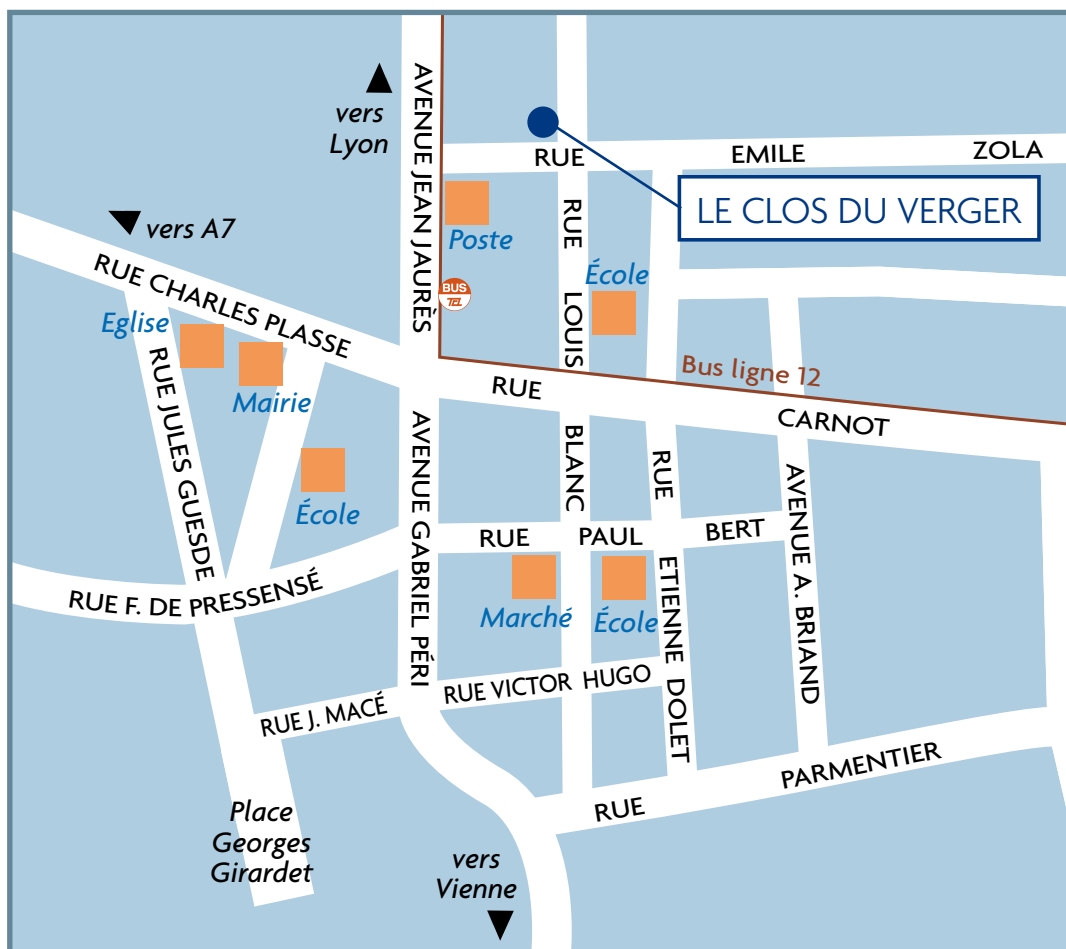 vers
Lyon
AVENUE JEAN JAURÈS
RUE EMILE ZOLA
LE CLOS DU VERGER
vers A7
Poste
RUE LOUIS BLANC
École
BUS
TCL
RUE CHARLES PLASSE
Eglise
Mairie
RUE JULES GUESDE
École
Bus ligne 12
RUE CARNOT
AVENUE GABRIEL PÉRI
RUE PAUL BERT
RUE ETIENNE DOLET
AVENUE A. BRIAND
Marché
École
RUE F. DE PRESSENSÉ
RUE J. MACÉ
RUE VICTOR HUGO
RUE PARMENTIER
Place
Georges
Girardet
vers
Vienne